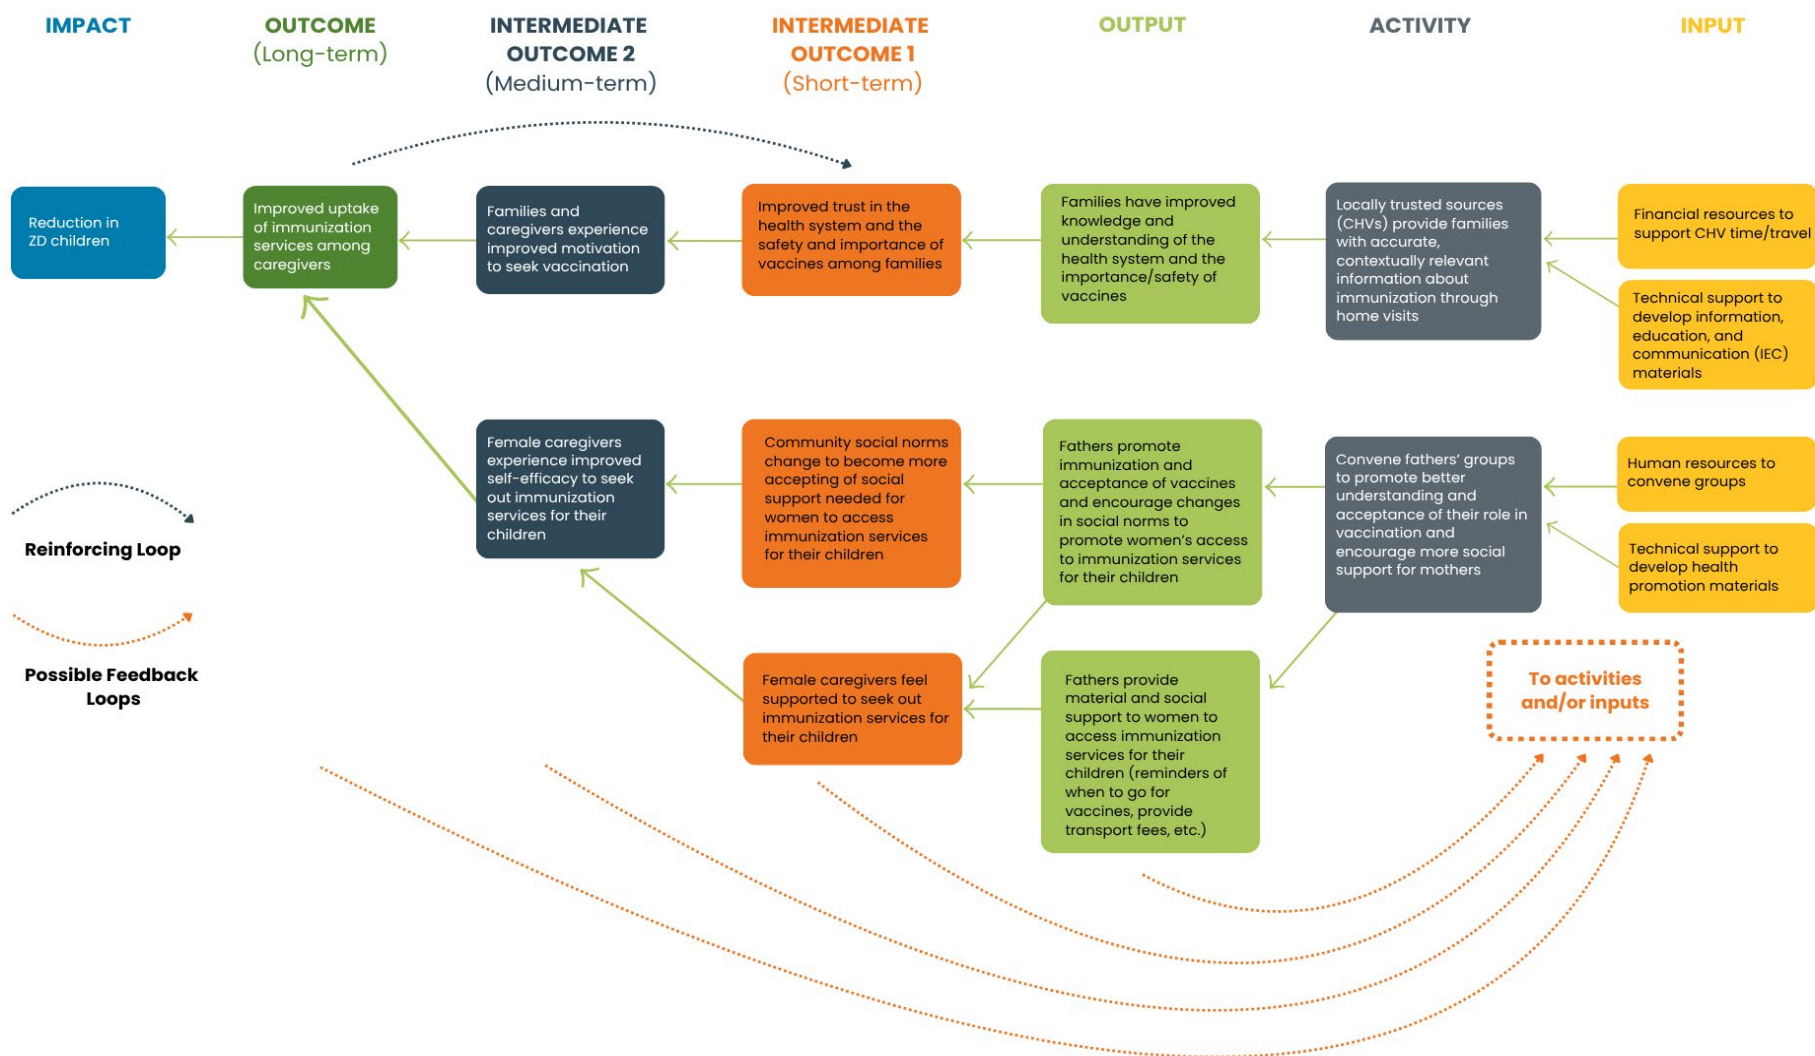 IMPACT
OUTCOME
(Long-term)
INTERMEDIATE
OUTCOME 2
(Medium-term)
INTERMEDIATE
OUTCOME 1
(Short-term)
OUTPUT
ACTIVITY
INPUT
Reduction in
ZD children
Improved uptake
of immunization
services among
caregivers
Families and
caregivers experience
improved motivation
to seek vaccination
Improved trust in the
health system and the
safety and importance of
vaccines among families
Families have improved
knowledge and
understanding of the
health system and the
importance/safety of
vaccines
Locally trusted sources
(CHVs) provide families
with accurate,
contextually relevant
information about
immunization through
home visits
Financial resources to
support CHV time/travel
Technical support to
develop information,
education, and
communication (IEC)
materials
Female caregivers
experience improved
self-efficacy to seek
out immunization
services for their
children
Community social norms
change to become more
accepting of social
support needed for
women to access
immunization services
for their children
Fathers promote
immunization and
acceptance of vaccines
and encourage changes
in social norms to
promote women's access
to immunization services
for their children
Convene fathers' groups
to promote better
understanding and
acceptance of their role in
vaccination and
encourage more social
support for mothers
Human resources to
convene groups
Technical support to
develop health
promotion materials
Reinforcing Loop
Possible Feedback
Loops
Female caregivers feel
supported to seek out
immunization services for
their children
Fathers provide
material and social
support to women to
access immunization
services for their
children (reminders of
when to go for
vaccines, provide
transport fees, etc.)
To activities
and/or inputs